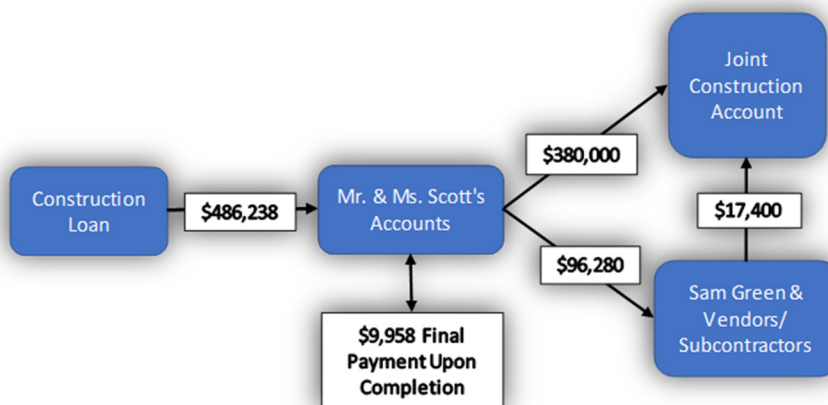 Construction
Loan
$486,238
Mr. & Ms. Scott's
Accounts
$9,958 Final
Payment Upon
Completion
$380,000
Joint
Construction
Account
$96,280
Sam Green &
Vendors/
Subcontractors
$17,400